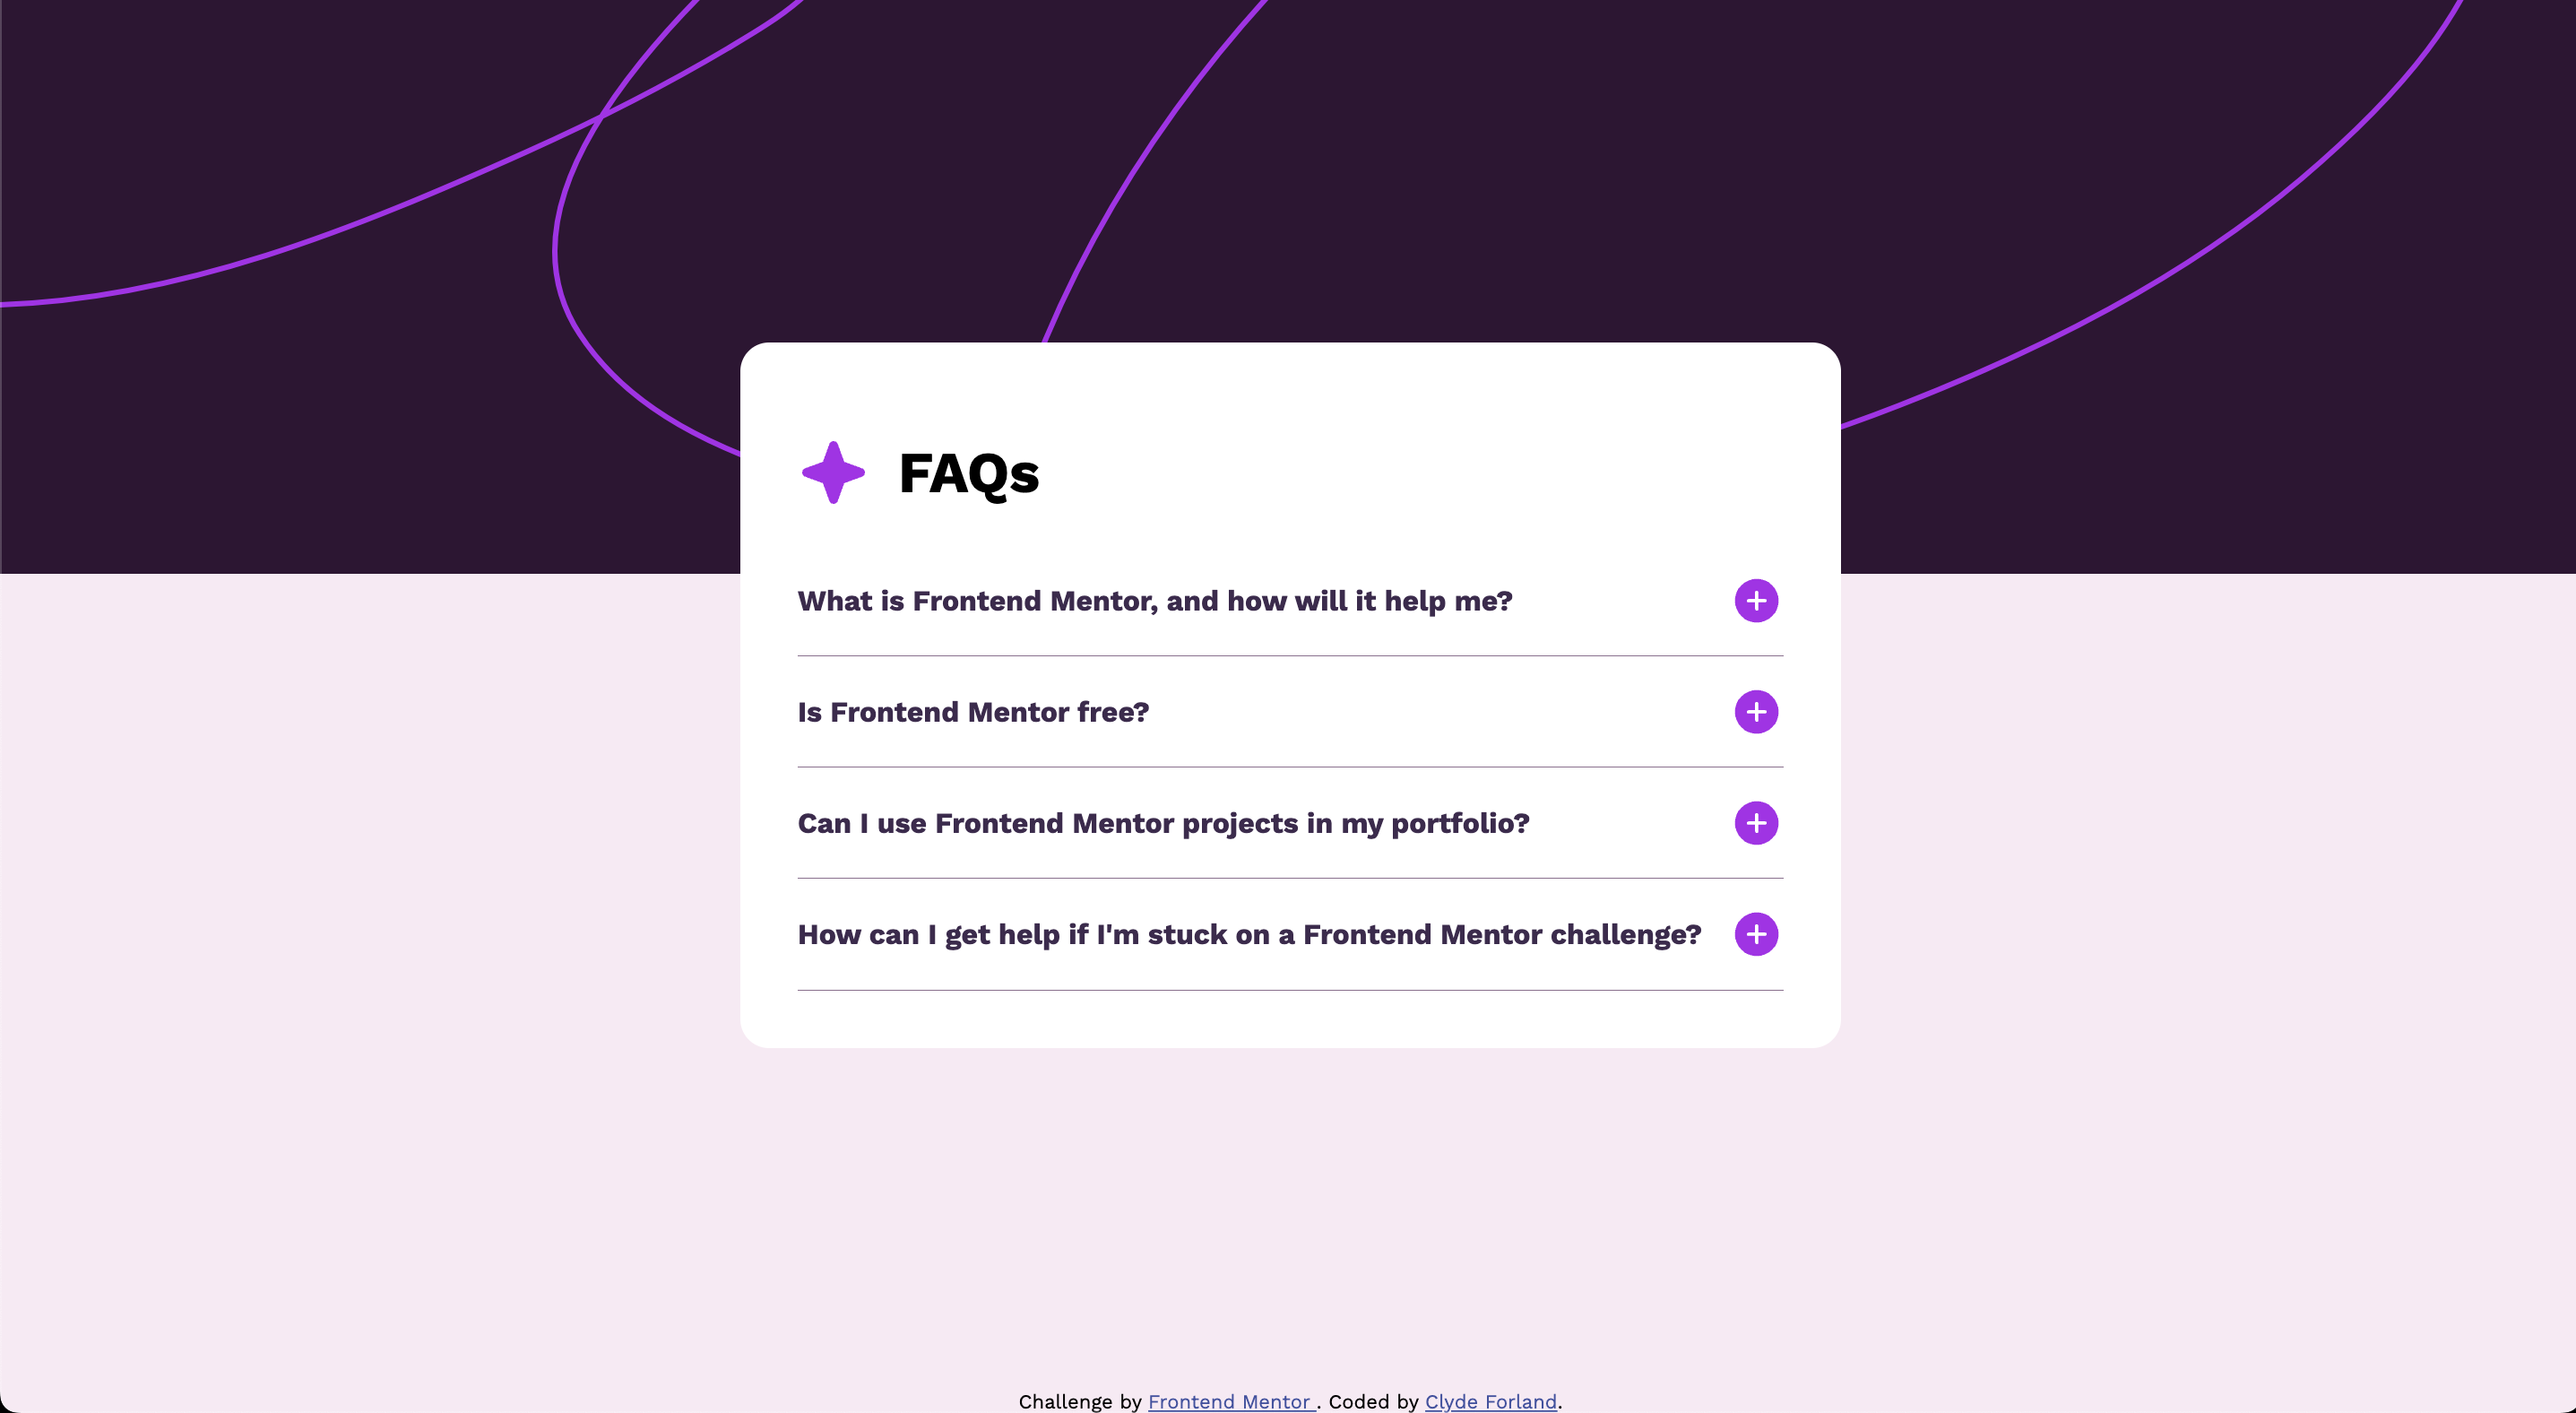 FAQs
What is Frontend Mentor, and how will it help me?
Is Frontend Mentor free?
Can I use Frontend Mentor projects in my portfolio?
How can I get help if I'm stuck on a Frontend Mentor challenge?
Challenge by Frontend Mentor . Coded by Clyde Forland.